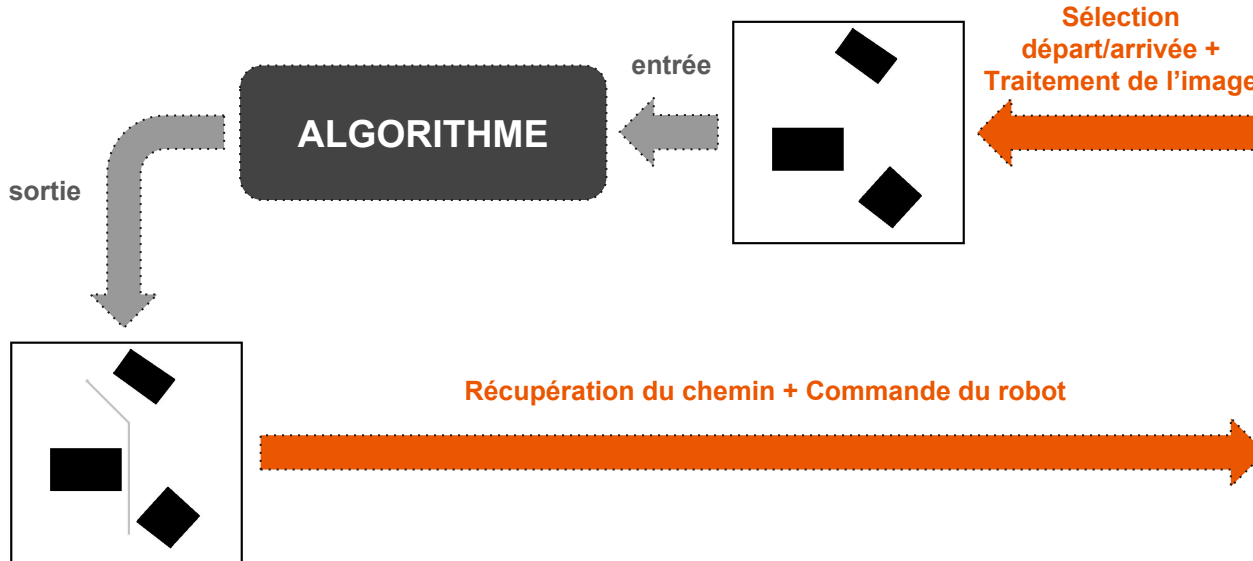 Sélection
départ/arrivée +
Traitement de l'image
entrée
ALGORITHME
sortie
Récupération du chemin + Commande du robot